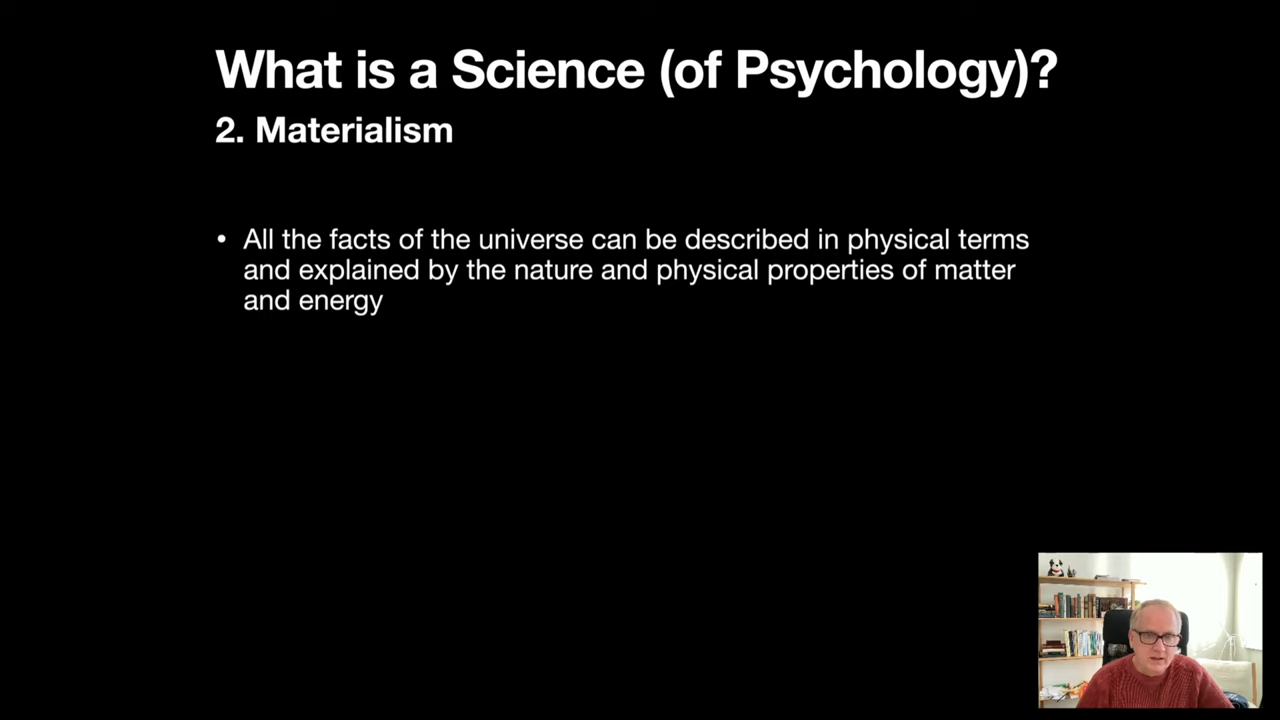 What is a Science (of Psychology)?
2. Materialism
• All the facts of the universe can be described in physical terms
and explained by the nature and physical properties of matter
and energy